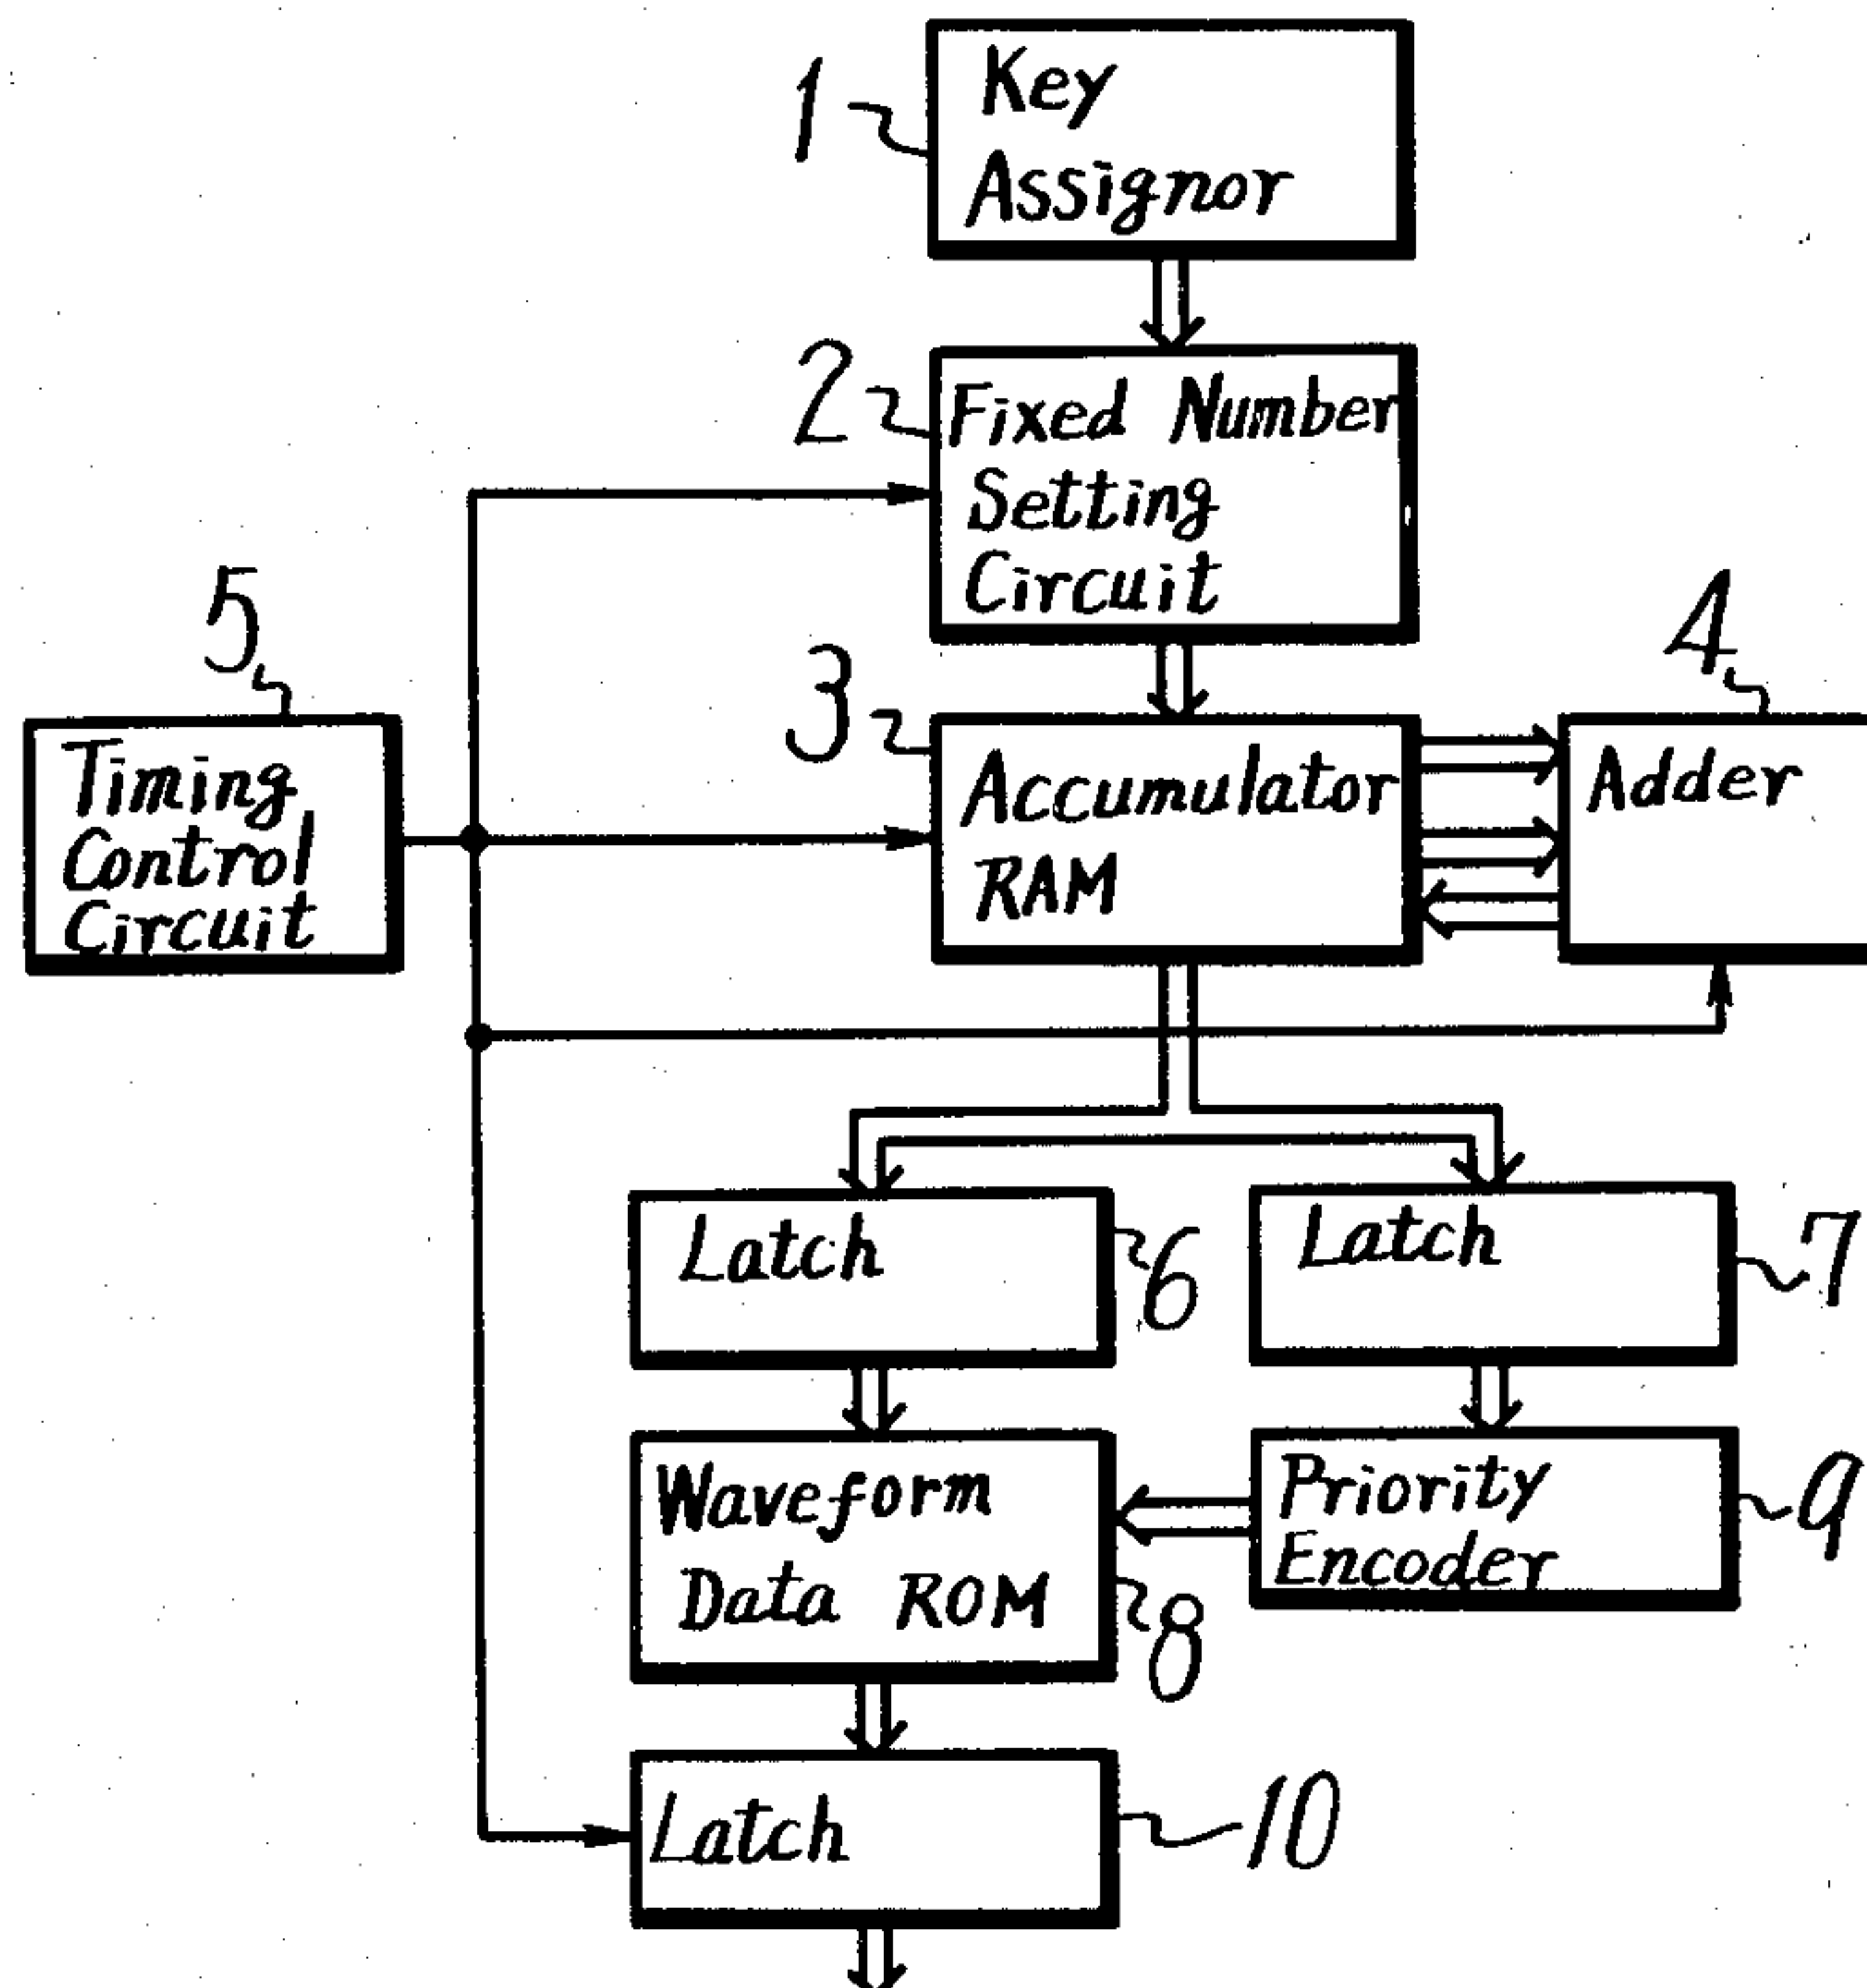 1
Key
Assignor
2
Fixed Number
Setting
Circuit
5
Timing
Control
Circuit
3
Accumulator
RAM
4
Adder
Latch
6
Latch
7
Waveform
Data ROM
8
Priority
Encoder
9
Latch
10